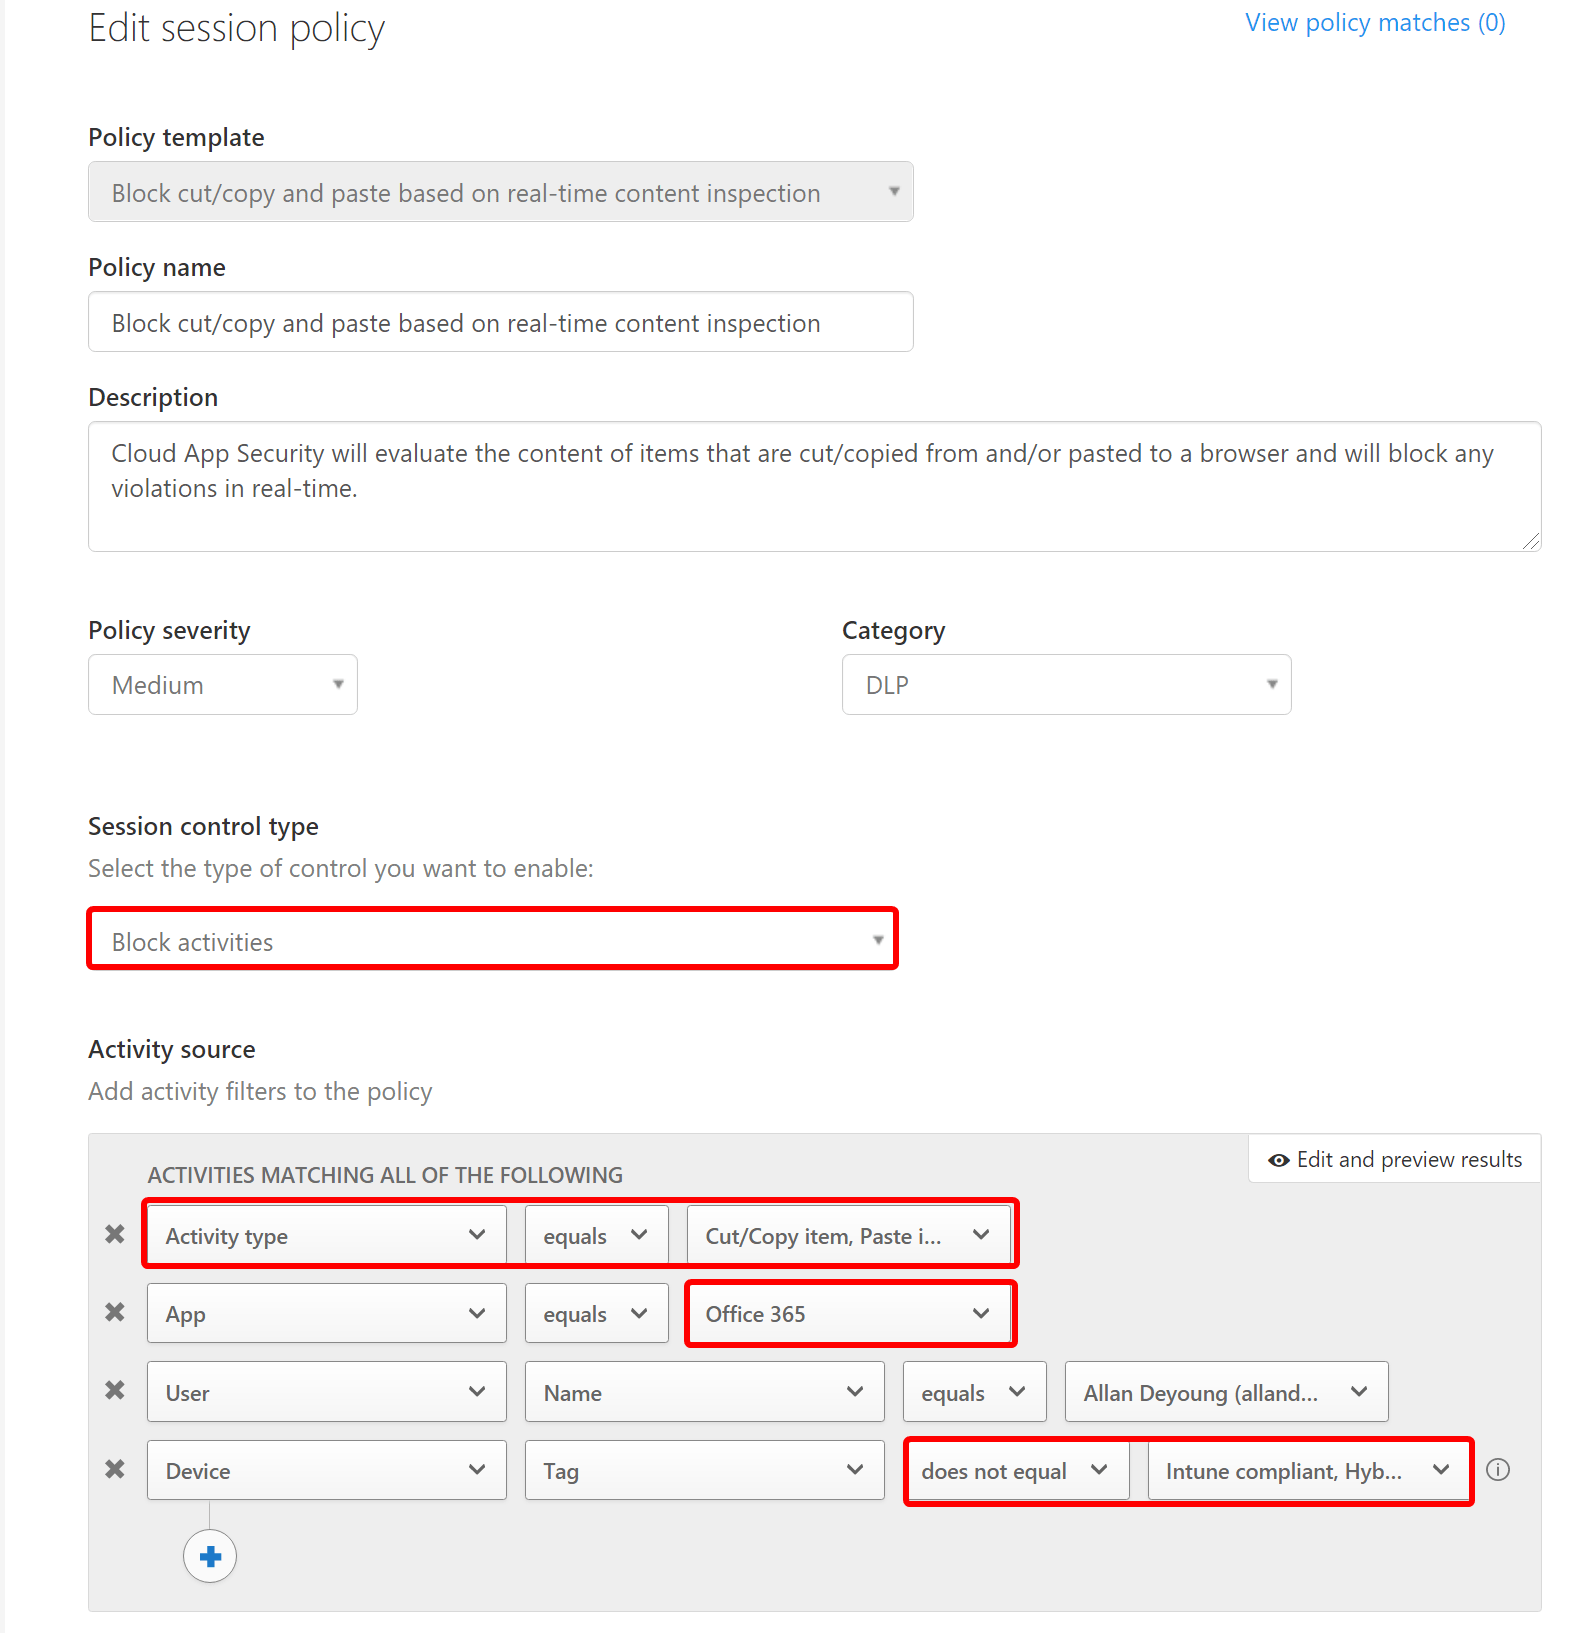 Edit session policy
View policy matches (0)
Policy template
Block cut/copy and paste based on real-time content inspection
Policy name
Block cut/copy and paste based on real-time content inspection
Description
Cloud App Security will evaluate the content of items that are cut/copied from and/or pasted to a browser and will block any
violations in real-time.
Policy severity
Category
Medium
DLP
Session control type
Select the type of control you want to enable:
Block activities
Activity source
Add activity filters to the policy
Edit and preview results
ACTIVITIES MATCHING ALL OF THE FOLLOWING
Activity type equals Cut/Copy item, Paste i...
App equals Office 365
User Name equals Allan Deyoung (alland...
Device Tag does not equal Intune compliant, Hyb...